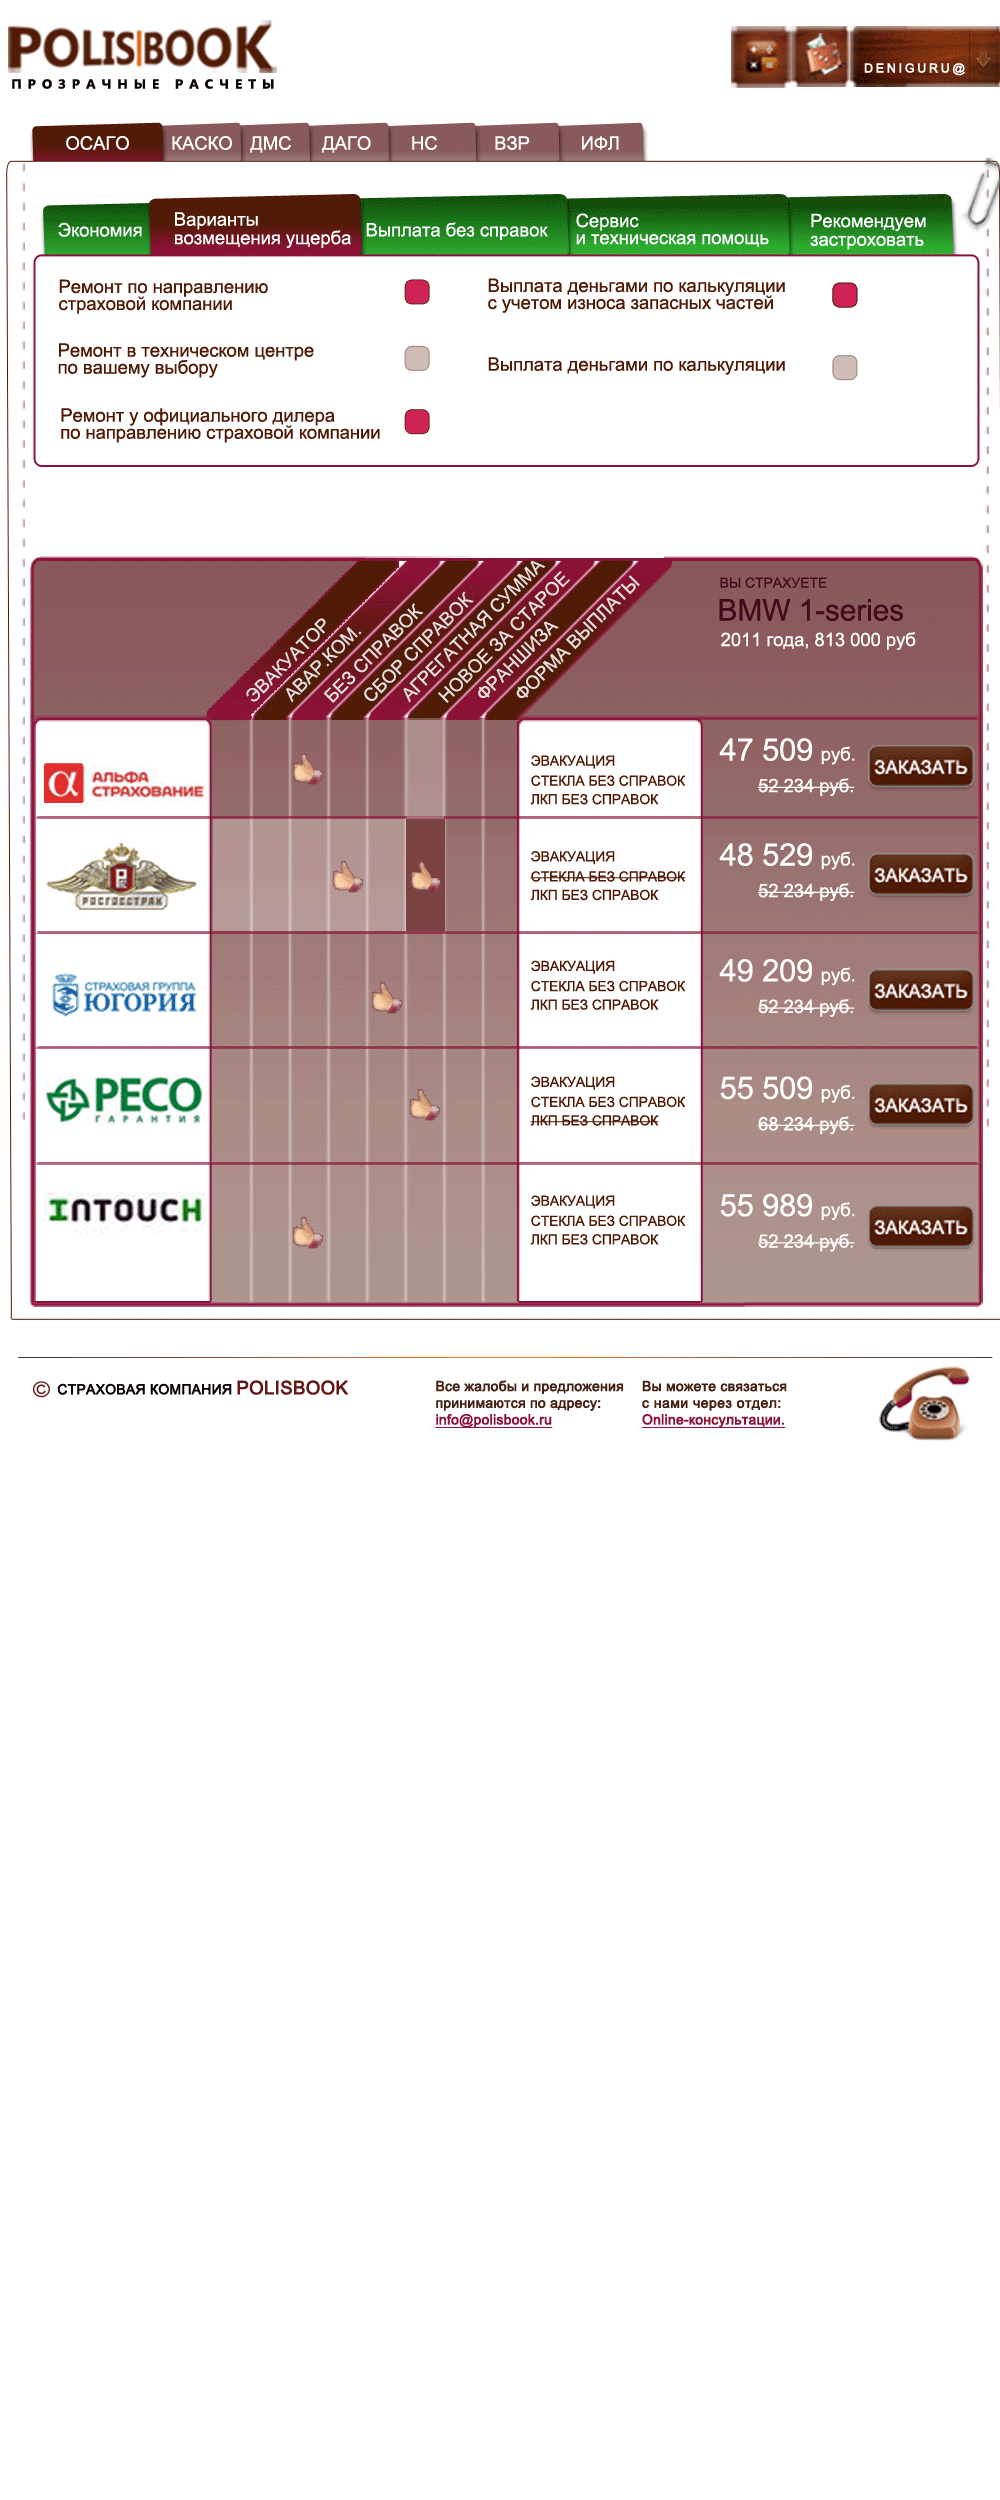 POLISBOOK
ПРОЗРАЧНЫЕ РАСЧЕТЫ
DENIGURU@
ОСАГО КАСКО ДМС ДАГО НС ВЗР ИФЛ
Экономия
Варианты
возмещения ущерба
Выплата без справок
Сервис
и техническая помощь
Рекомендуем
застроховать
Ремонт по направлению
страховой компании
Ремонт в техническом центре
по вашему выбору
Ремонт у официального дилера
по направлению страховой компании
Выплата деньгами по калькуляции
с учетом износа запасных частей
Выплата деньгами по калькуляции
ЭВАКУАТОР
АВАР.КОМ.
БЕЗ СПРАВОК
СБОР СПРАВОК
АГРЕГАТНАЯ СУММА
НОВОЕ ЗА СТАРОЕ
ФРАНШИЗА
ФОРМА ВЫПЛАТЫ
ВЫ СТРАХУЕТЕ
BMW 1-series
2011 года, 813 000 руб
α АЛЬФА
СТРАХОВАНИЕ
ЭВАКУАЦИЯ
СТЕКЛА БЕЗ СПРАВОК
ЛКП БЕЗ СПРАВОК
47 509 руб.
52 234 руб.
ЗАКАЗАТЬ
РОСГОССТРАХ
ЭВАКУАЦИЯ
СТЕКЛА БЕЗ СПРАВОК
ЛКП БЕЗ СПРАВОК
48 529 руб.
52 234 руб.
ЗАКАЗАТЬ
СТРАХОВАЯ ГРУППА
ЮГОРИЯ
ЭВАКУАЦИЯ
СТЕКЛА БЕЗ СПРАВОК
ЛКП БЕЗ СПРАВОК
49 209 руб.
52 234 руб.
ЗАКАЗАТЬ
РЕСО
ГАРАНТИЯ
ЭВАКУАЦИЯ
СТЕКЛА БЕЗ СПРАВОК
ЛКП БЕЗ СПРАВОК
55 509 руб.
68 234 руб.
ЗАКАЗАТЬ
INTOUCH
ЭВАКУАЦИЯ
СТЕКЛА БЕЗ СПРАВОК
ЛКП БЕЗ СПРАВОК
55 989 руб.
52 234 руб.
ЗАКАЗАТЬ
© СТРАХОВАЯ КОМПАНИЯ POLISBOOK
Все жалобы и предложения
принимаются по адресу:
info@polisbook.ru
Вы можете связаться
с нами через отдел:
Online-консультации.